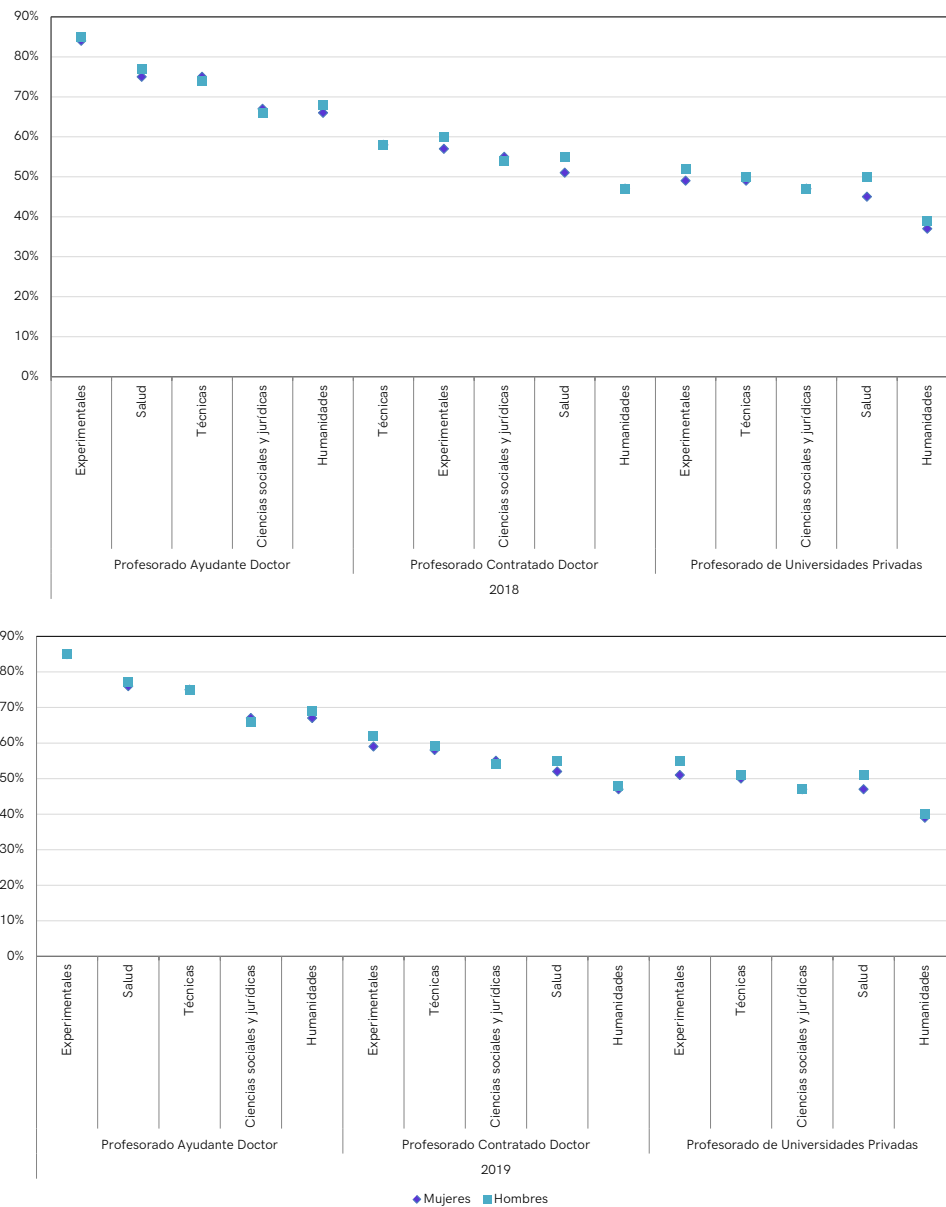 90%
80%
70%
60%
50%
40%
30%
20%
10%
0%
Experimentales
Salud
Técnicas
Ciencias sociales y jurídicas
Humanidades
Técnicas
Experimentales
Ciencias sociales y jurídicas
Salud
Humanidades
Experimentales
Técnicas
Ciencias sociales y jurídicas
Salud
Humanidades
Profesorado Ayudante Doctor
Profesorado Contratado Doctor
Profesorado de Universidades Privadas
2018
90%
80%
70%
60%
50%
40%
30%
20%
10%
0%
Experimentales
Salud
Técnicas
Ciencias sociales y jurídicas
Humanidades
Experimentales
Técnicas
Ciencias sociales y jurídicas
Salud
Humanidades
Experimentales
Técnicas
Ciencias sociales y jurídicas
Salud
Humanidades
Profesorado Ayudante Doctor
Profesorado Contratado Doctor
Profesorado de Universidades Privadas
2019
Mujeres Hombres